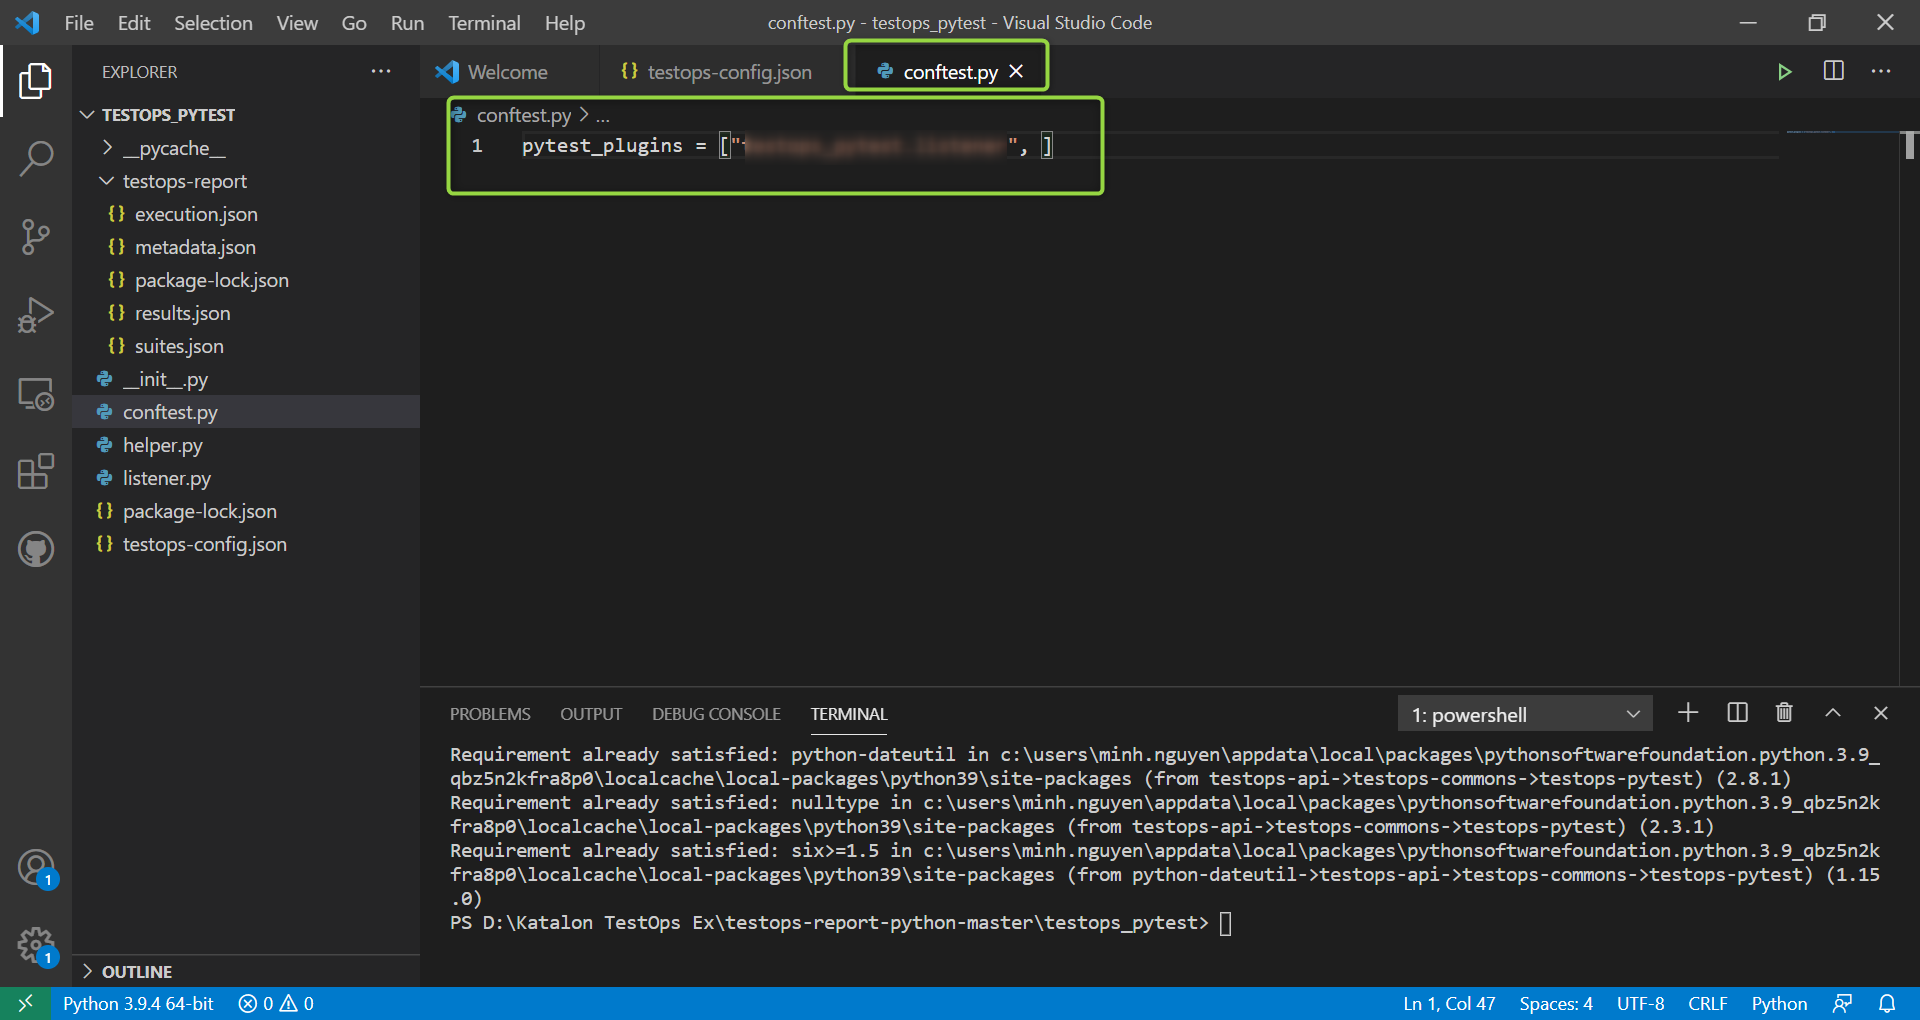 File Edit Selection View Go Run Terminal Help
conftest.py - testops_pytest - Visual Studio Code
EXPLORER
TESTOPS_PYTEST
__pycache__
testops-report
{} execution.json
{} metadata.json
{} package-lock.json
{} results.json
{} suites.json
__init__.py
conftest.py
helper.py
listener.py
{} package-lock.json
{} testops-config.json
OUTLINE
Welcome
{} testops-config.json
conftest.py
conftest.py > ...
1 pytest_plugins = ["", ]
PROBLEMS OUTPUT DEBUG CONSOLE TERMINAL
1: powershell
Requirement already satisfied: python-dateutil in c:\users\minh.nguyen\appdata\local\packages\pythonsoftwarefoundation.python.3.9_
qbz5n2kfra8p0\localcache\local-packages\python39\site-packages (from testops-api->testops-commons->testops-pytest) (2.8.1)
Requirement already satisfied: nulltype in c:\users\minh.nguyen\appdata\local\packages\pythonsoftwarefoundation.python.3.9_qbz5n2k
fra8p0\localcache\local-packages\python39\site-packages (from testops-api->testops-commons->testops-pytest) (2.3.1)
Requirement already satisfied: six>=1.5 in c:\users\minh.nguyen\appdata\local\packages\pythonsoftwarefoundation.python.3.9_qbz5n2k
fra8p0\localcache\local-packages\python39\site-packages (from python-dateutil->testops-api->testops-commons->testops-pytest) (1.15
.0)
PS D:\Katalon TestOps Ex\testops-report-python-master\testops_pytest>
1
1
Python 3.9.4 64-bit 0 0
Ln 1, Col 47 Spaces: 4 UTF-8 CRLF Python